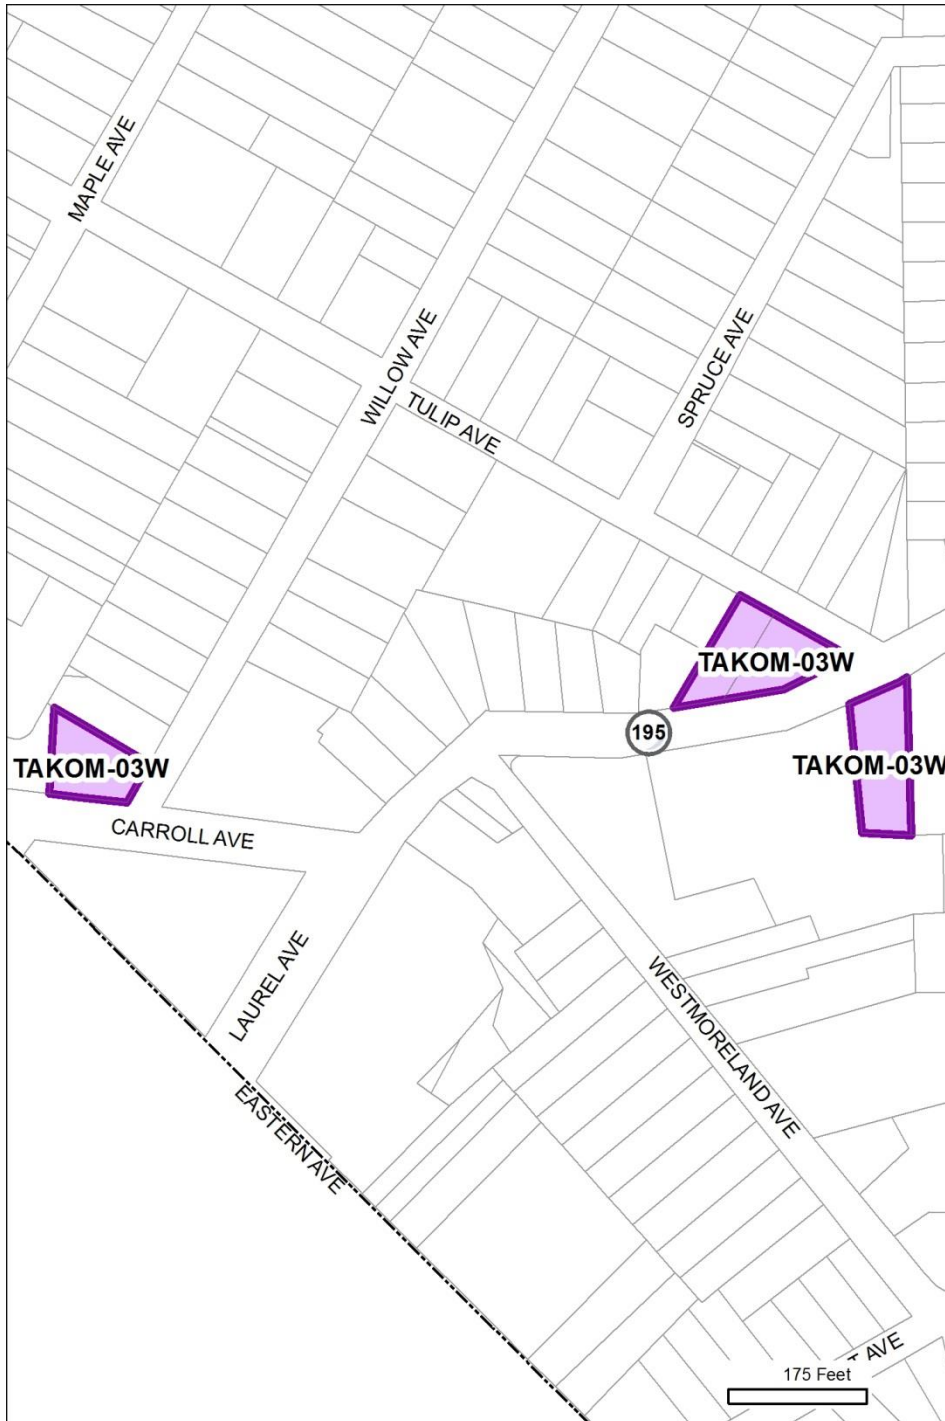 MAPLE AVE
WILLOW AVE
SPRUCE AVE
TULIP AVE
TAKOM-03W
195
TAKOM-03W
TAKOM-03W
CARROLL AVE
LAUREL AVE
WESTMORELAND AVE
EASTERN AVE
T AVE
175 Feet